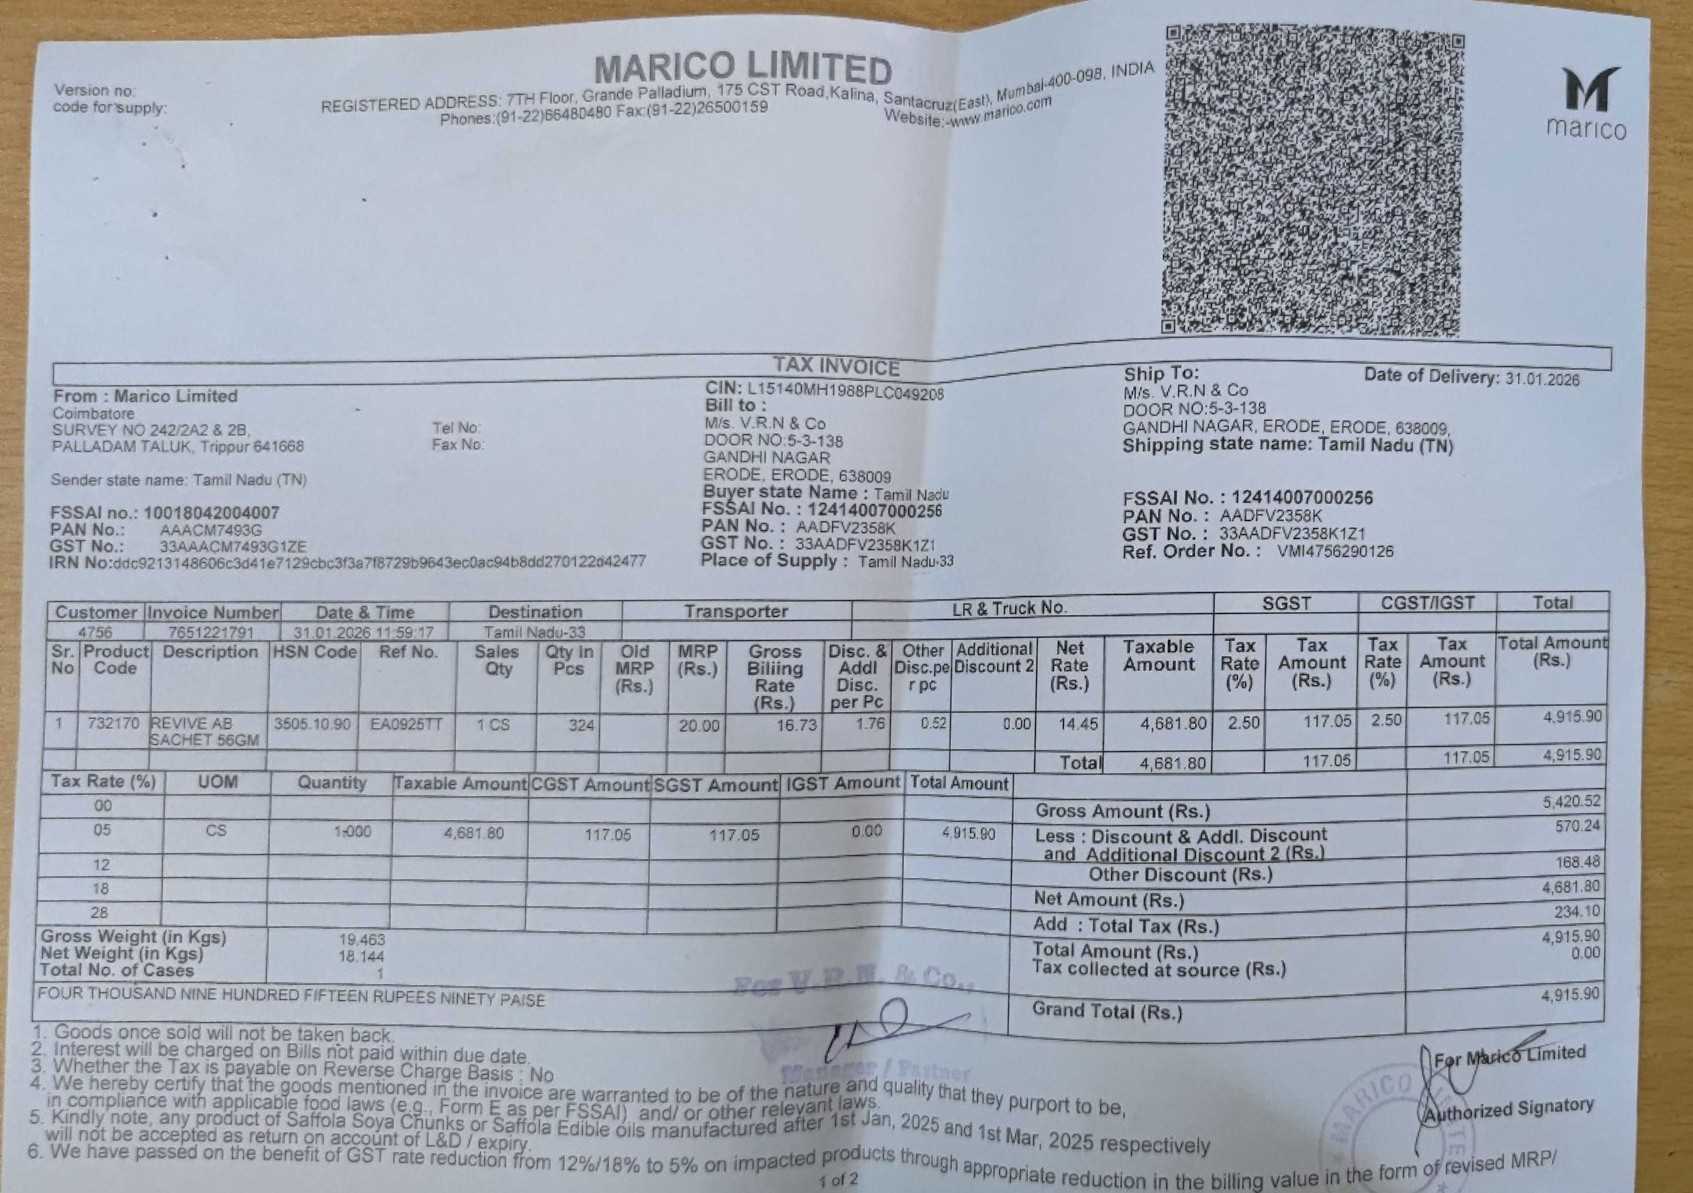 MARICO LIMITED
Version no:
code for supply:
REGISTERED ADDRESS: 7TH Floor, Grande Palladium, 175 CST Road,Kalina, Santacruz(East), Mumbai-400-098, INDIA
Phones:(91-22)66480480 Fax:(91-22)26500159 Website:-www.marico.com
marico
TAX INVOICE
From : Marico Limited
Coimbatore
SURVEY NO 242/2A2 & 2B,
PALLADAM TALUK, Trippur 641668
Tel No:
Fax No:
Sender state name: Tamil Nadu (TN)
FSSAI no.: 10018042004007
PAN No.: AAACM7493G
GST No.: 33AAACM7493G1ZE
IRN No:ddc9213148606c3d41e7129cbc3f3a7f8729b9643ec0ac94b8dd270122d42477
CIN: L15140MH1988PLC049208
Bill to :
M/s. V.R.N & Co
DOOR NO:5-3-138
GANDHI NAGAR
ERODE, ERODE, 638009
Buyer state Name : Tamil Nadu
FSSAI No. : 12414007000256
PAN No. : AADFV2358K
GST No. : 33AADFV2358K1Z1
Place of Supply : Tamil Nadu-33
Ship To: Date of Delivery: 31.01.2026
M/s. V.R.N & Co
DOOR NO:5-3-138
GANDHI NAGAR, ERODE, ERODE, 638009,
Shipping state name: Tamil Nadu (TN)
FSSAI No. : 12414007000256
PAN No. : AADFV2358K
GST No. : 33AADFV2358K1Z1
Ref. Order No. : VMI4756290126
Customer Invoice Number Date & Time Destination Transporter LR & Truck No. SGST CGST/IGST Total
4756 7651221791 31.01.2026 11:59:17 Tamil Nadu-33
Sr. No Product Code Description HSN Code Ref No. Sales Qty Qty In Pcs Old MRP (Rs.) MRP (Rs.) Gross Biliing Rate (Rs.) Disc. & Addl Disc. per Pc Other Disc.pe r pc Additional Discount 2 Net Rate (Rs.) Taxable Amount Tax Rate (%) Tax Amount (Rs.) Tax Rate (%) Tax Amount (Rs.) Total Amount (Rs.)
1 732170 REVIVE AB SACHET 56GM 3505.10.90 EA0925TT 1 CS 324 20.00 16.73 1.76 0.52 0.00 14.45 4,681.80 2.50 117.05 2.50 117.05 4,915.90
Total 4,681.80 117.05 117.05 4,915.90
Tax Rate (%) UOM Quantity Taxable Amount CGST Amount SGST Amount IGST Amount Total Amount
00
05 CS 1.000 4,681.80 117.05 117.05 0.00 4,915.90
12
18
28
Gross Amount (Rs.) 5,420.52
Less : Discount & Addl. Discount 570.24
and Additional Discount 2 (Rs.)
Other Discount (Rs.) 168.48
Net Amount (Rs.) 4,681.80
Add : Total Tax (Rs.) 234.10
Total Amount (Rs.) 4,915.90
Tax collected at source (Rs.) 0.00
Grand Total (Rs.) 4,915.90
Gross Weight (in Kgs) 19.463
Net Weight (in Kgs) 18.144
Total No. of Cases 1
FOUR THOUSAND NINE HUNDRED FIFTEEN RUPEES NINETY PAISE
For V.R.N. & Co.,
Manager / Partner
1. Goods once sold will not be taken back.
2. Interest will be charged on Bills not paid within due date.
3. Whether the Tax is payable on Reverse Charge Basis : No
4. We hereby certify that the goods mentioned in the invoice are warranted to be of the nature and quality that they purport to be,
in compliance with applicable food laws (e.g., Form E as per FSSAI) and/ or other relevant laws.
5. Kindly note, any product of Saffola Soya Chunks or Saffola Edible oils manufactured after 1st Jan, 2025 and 1st Mar, 2025 respectively
will not be accepted as return on account of L&D / expiry.
6. We have passed on the benefit of GST rate reduction from 12%/18% to 5% on impacted products through appropriate reduction in the billing value in the form of revised MRP/
For Marico Limited
Authorized Signatory
MARICO
1 of 2